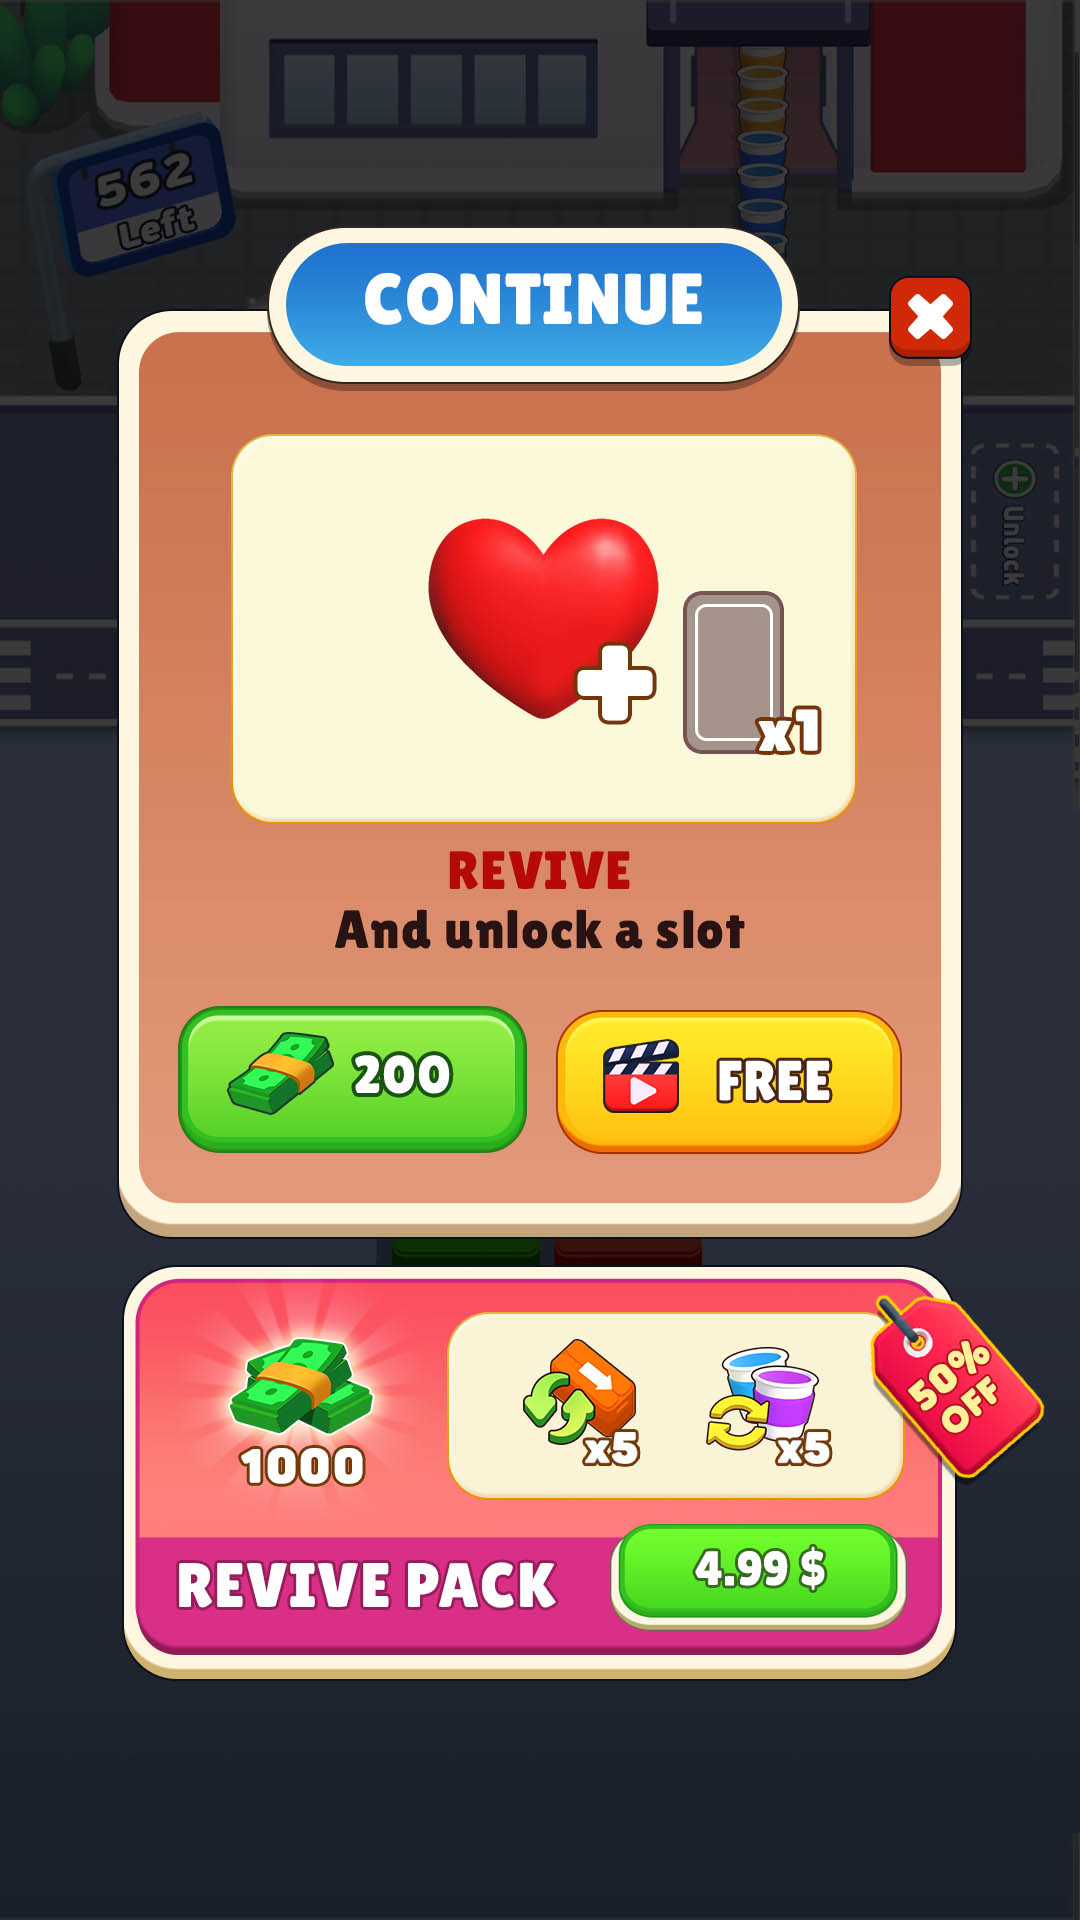 562
Left
CONTINUE
Unlock
x1
REVIVE
And unlock a slot
200
FREE
1000
x5
x5
50%
OFF
REVIVE PACK
4.99 $